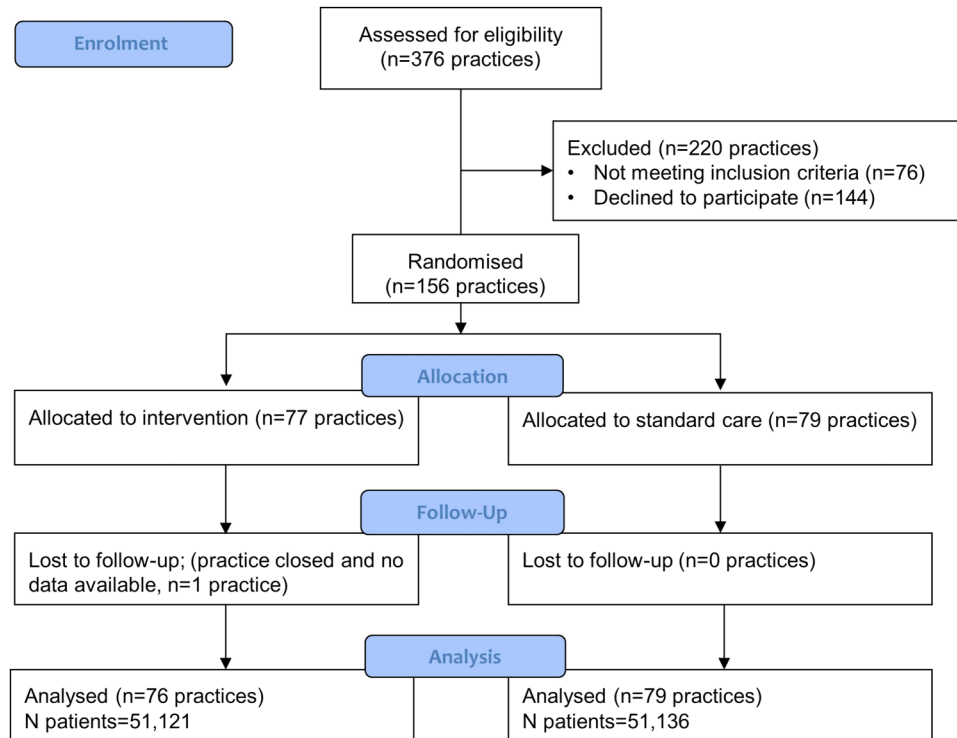 Enrolment
Assessed for eligibility
(n=376 practices)
Excluded (n=220 practices)
• Not meeting inclusion criteria (n=76)
• Declined to participate (n=144)
Randomised
(n=156 practices)
Allocation
Allocated to intervention (n=77 practices)
Allocated to standard care (n=79 practices)
Follow-Up
Lost to follow-up; (practice closed and no
data available, n=1 practice)
Lost to follow-up (n=0 practices)
Analysis
Analysed (n=76 practices)
N patients=51,121
Analysed (n=79 practices)
N patients=51,136